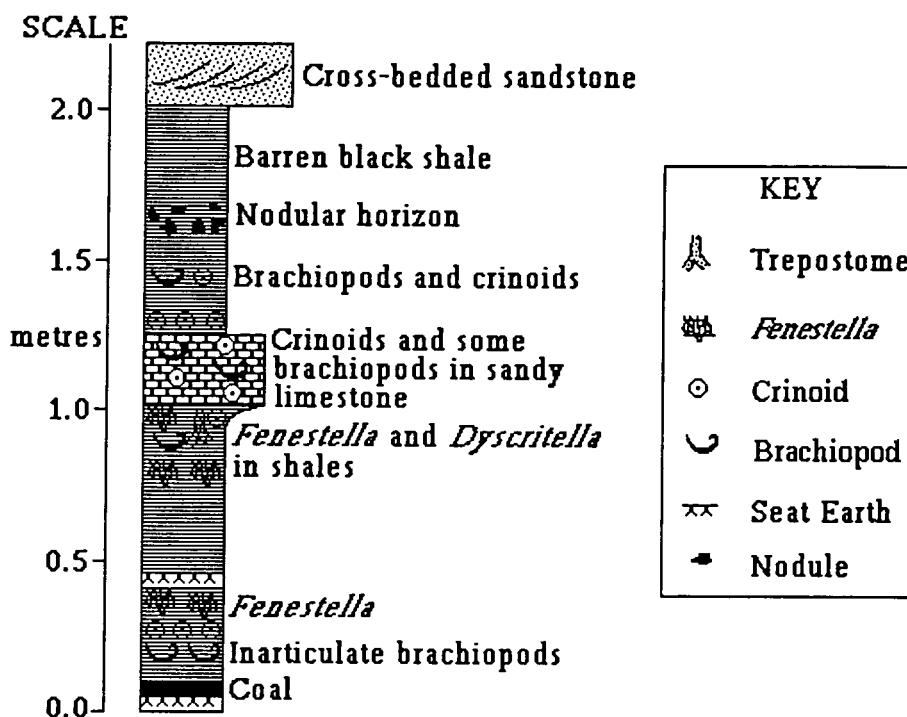 SCALE
2.0
1.5
metres
1.0
0.5
0.0
Cross-bedded sandstone
Barren black shale
Nodular horizon
Brachiopods and crinoids
Crinoids and some
brachiopods in sandy
limestone
Fenestella and Dyscritella
in shales
Fenestella
Inarticulate brachiopods
Coal
KEY
Trepostome
Fenestella
Crinoid
Brachiopod
Seat Earth
Nodule